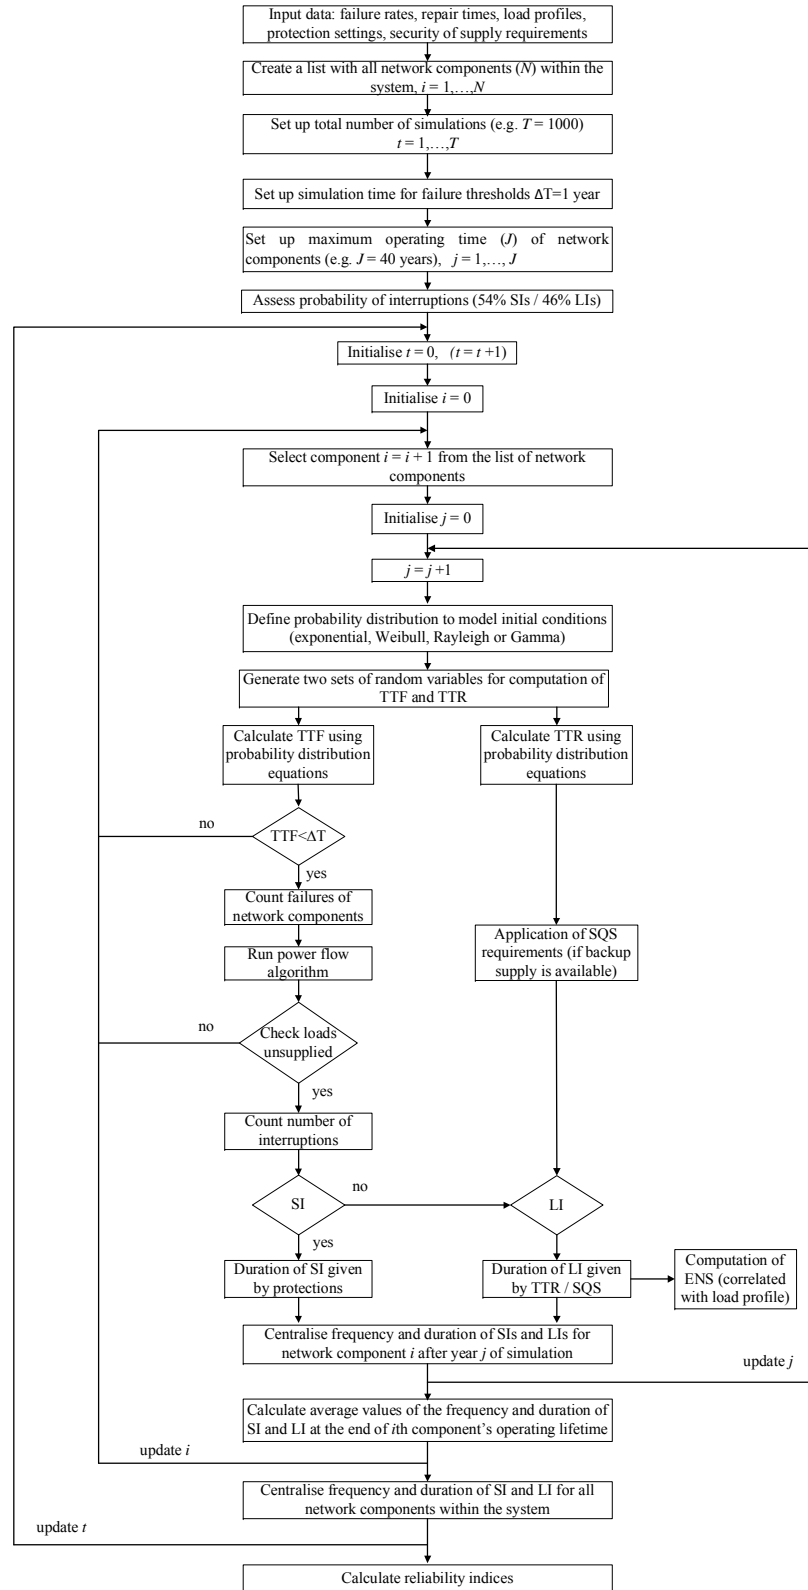 Input data: failure rates, repair times, load profiles,
protection settings, security of supply requirements
Create a list with all network components (N) within the
system, i = 1,…,N
Set up total number of simulations (e.g. T = 1000)
t = 1,…,T
Set up simulation time for failure thresholds ΔT=1 year
Set up maximum operating time (J) of network
components (e.g. J = 40 years), j = 1,…, J
Assess probability of interruptions (54% SIs / 46% LIs)
Initialise t = 0, (t = t +1)
Initialise i = 0
Select component i = i + 1 from the list of network
components
Initialise j = 0
j = j +1
Define probability distribution to model initial conditions
(exponential, Weibull, Rayleigh or Gamma)
Generate two sets of random variables for computation of
TTF and TTR
Calculate TTF using
probability distribution
equations
Calculate TTR using
probability distribution
equations
no
TTF<ΔT
yes
Count failures of
network components
Application of SQS
requirements (if backup
supply is available)
Run power flow
algorithm
no
Check loads
unsupplied
yes
Count number of
interruptions
SI
no
LI
yes
Duration of SI given
by protections
Duration of LI given
by TTR / SQS
Computation of
ENS (correlated
with load profile)
Centralise frequency and duration of SIs and LIs for
network component i after year j of simulation
update j
Calculate average values of the frequency and duration of
SI and LI at the end of ith component’s operating lifetime
update i
Centralise frequency and duration of SI and LI for all
network components within the system
update t
Calculate reliability indices